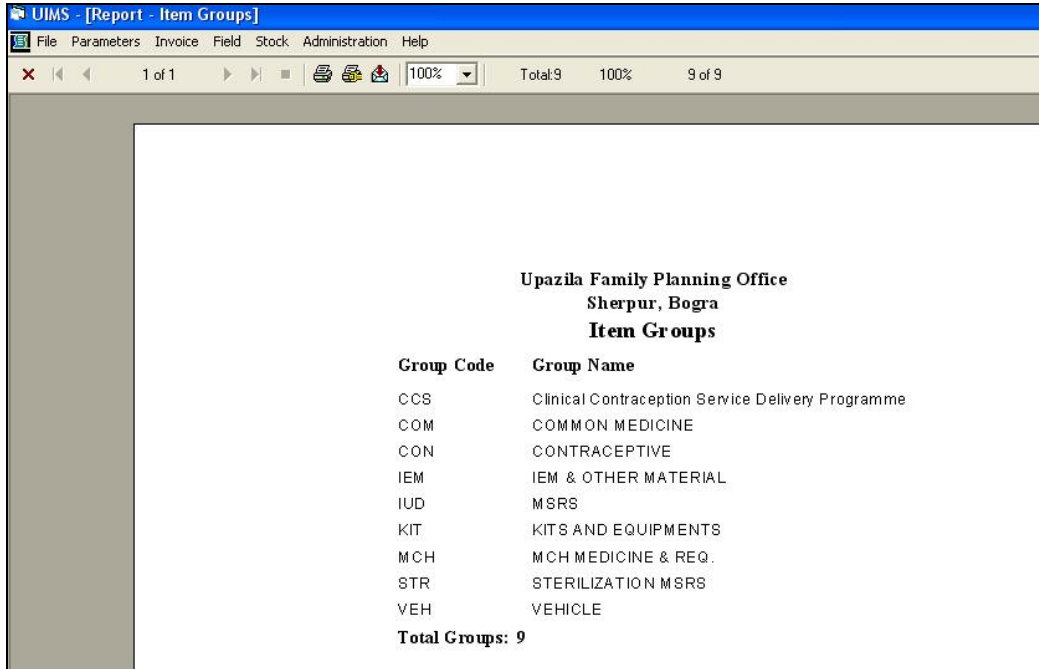 UIMS - [Report - Item Groups]
File Parameters Invoice Field Stock Administration Help
1 of 1 100% Total:9 100% 9 of 9
Upazila Family Planning Office
Sherpur, Bogra
Item Groups
Group Code Group Name
CCS Clinical Contraception Service Delivery Programme
COM COMMON MEDICINE
CON CONTRACEPTIVE
IEM IEM & OTHER MATERIAL
IUD MSRS
KIT KITS AND EQUIPMENTS
MCH MCH MEDICINE & REQ.
STR STERILIZATION MSRS
VEH VEHICLE
Total Groups: 9